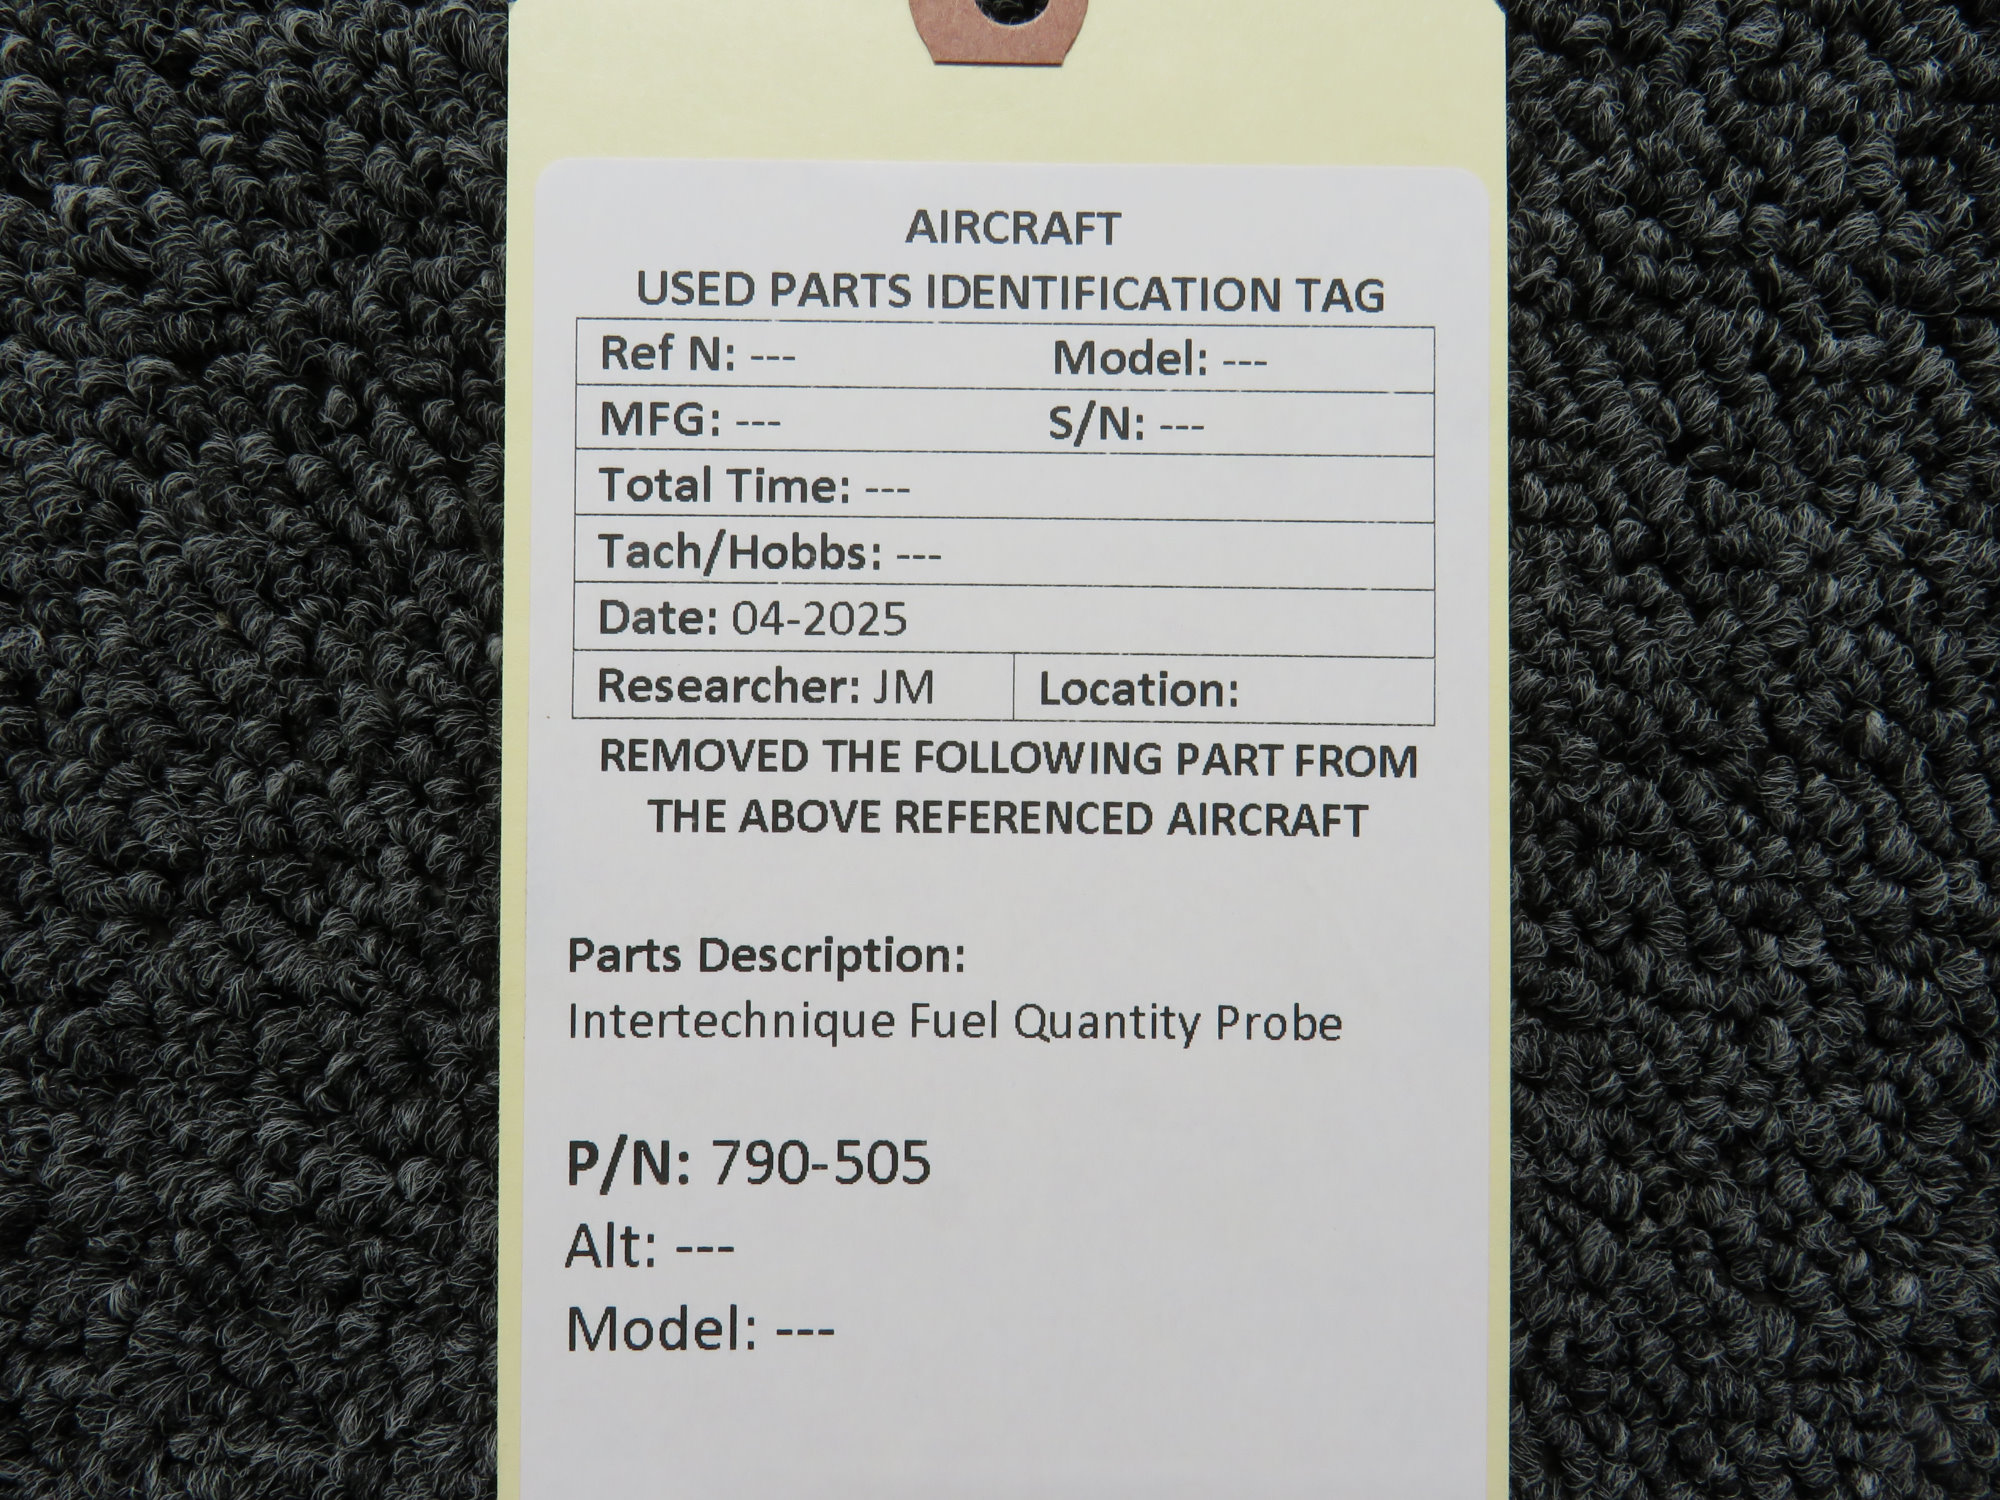 AIRCRAFT
USED PARTS IDENTIFICATION TAG
Ref N: --- Model: ---
MFG: --- S/N: ---
Total Time: ---
Tach/Hobbs: ---
Date: 04-2025
Researcher: JM Location:
REMOVED THE FOLLOWING PART FROM
THE ABOVE REFERENCED AIRCRAFT
Parts Description:
Intertechnique Fuel Quantity Probe
P/N: 790-505
Alt: ---
Model: ---